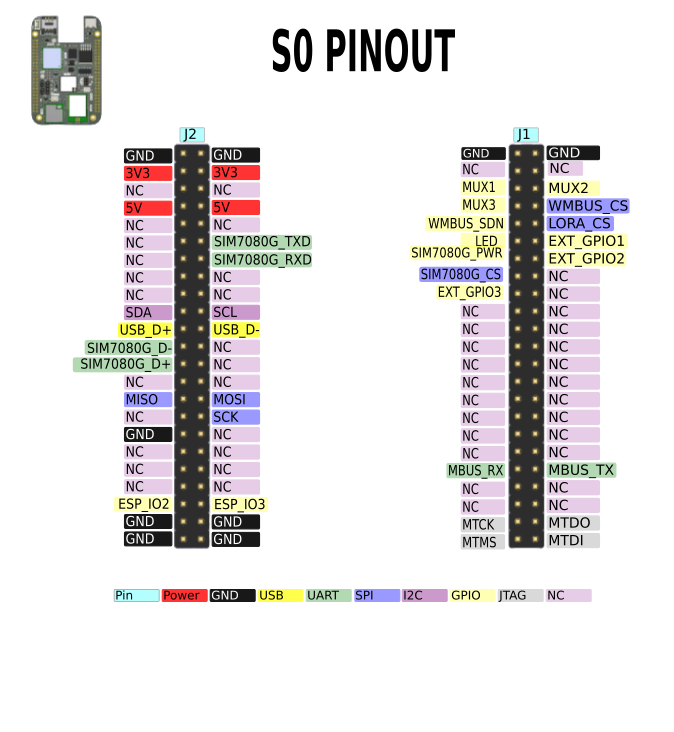 S0 PINOUT
J2 J1
GND GND GND GND
3V3 3V3 NC NC
NC NC MUX1 MUX2
5V 5V MUX3 WMBUS_CS
NC NC WMBUS_SDN LORA_CS
NC SIM7080G_TXD LED EXT_GPIO1
NC SIM7080G_RXD SIM7080G_PWR EXT_GPIO2
NC NC SIM7080G_CS NC
NC NC EXT_GPIO3 NC
SDA SCL NC NC
USB_D+ USB_D- NC NC
SIM7080G_D- NC NC NC
SIM7080G_D+ NC NC NC
NC NC NC NC
MISO MOSI NC NC
NC SCK NC NC
GND NC NC NC
NC NC NC NC
NC NC MBUS_RX MBUS_TX
NC NC NC NC
ESP_IO2 ESP_IO3 NC NC
GND GND MTCK MTDO
GND GND MTMS MTDI
Pin Power GND USB UART SPI I2C GPIO JTAG NC